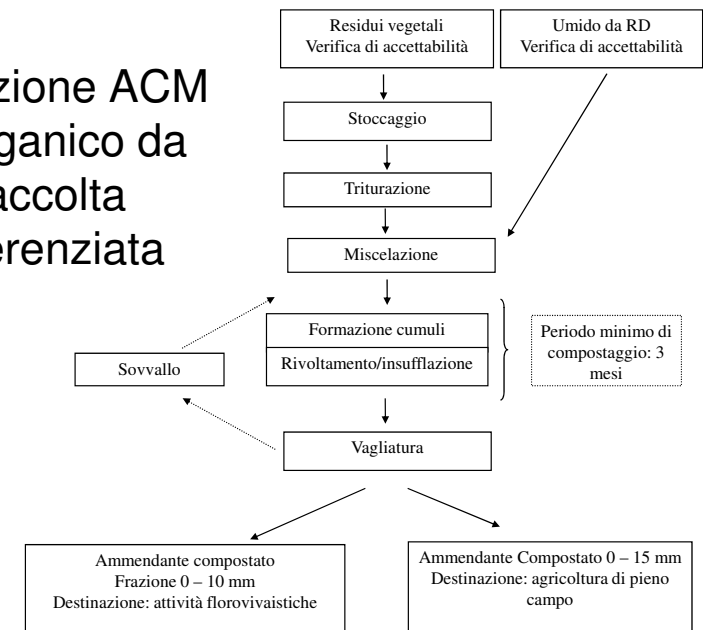 zione ACM
ganico da
accolta
erenziata
Residui vegetali
Verifica di accettabilità
Umido da RD
Verifica di accettabilità
Stoccaggio
Triturazione
Miscelazione
Formazione cumuli
Rivoltamento/insufflazione
Periodo minimo di
compostaggio: 3
mesi
Sovvallo
Vagliatura
Ammendante compostato
Frazione 0 – 10 mm
Destinazione: attività florovivaistiche
Ammendante Compostato 0 – 15 mm
Destinazione: agricoltura di pieno
campo